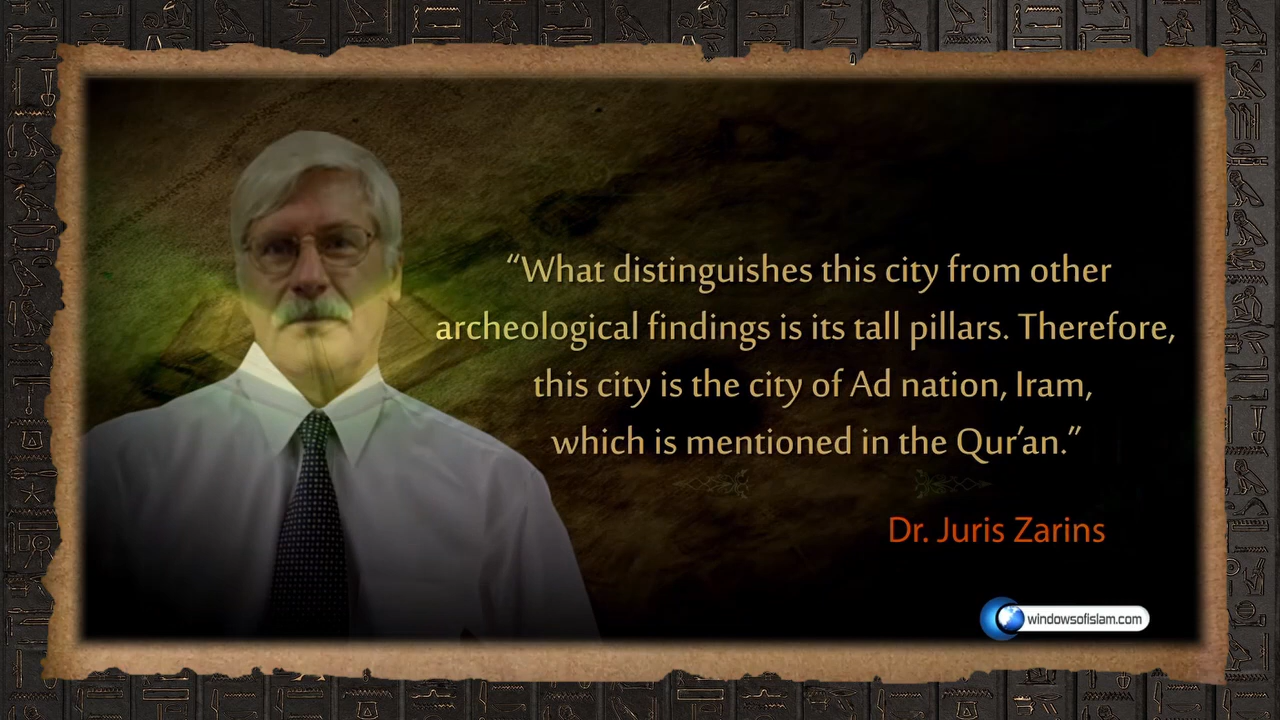 “What distinguishes this city from other
archeological findings is its tall pillars. Therefore,
this city is the city of Ad nation, Iram,
which is mentioned in the Qur’an.”
Dr. Juris Zarins
windowsofislam.com